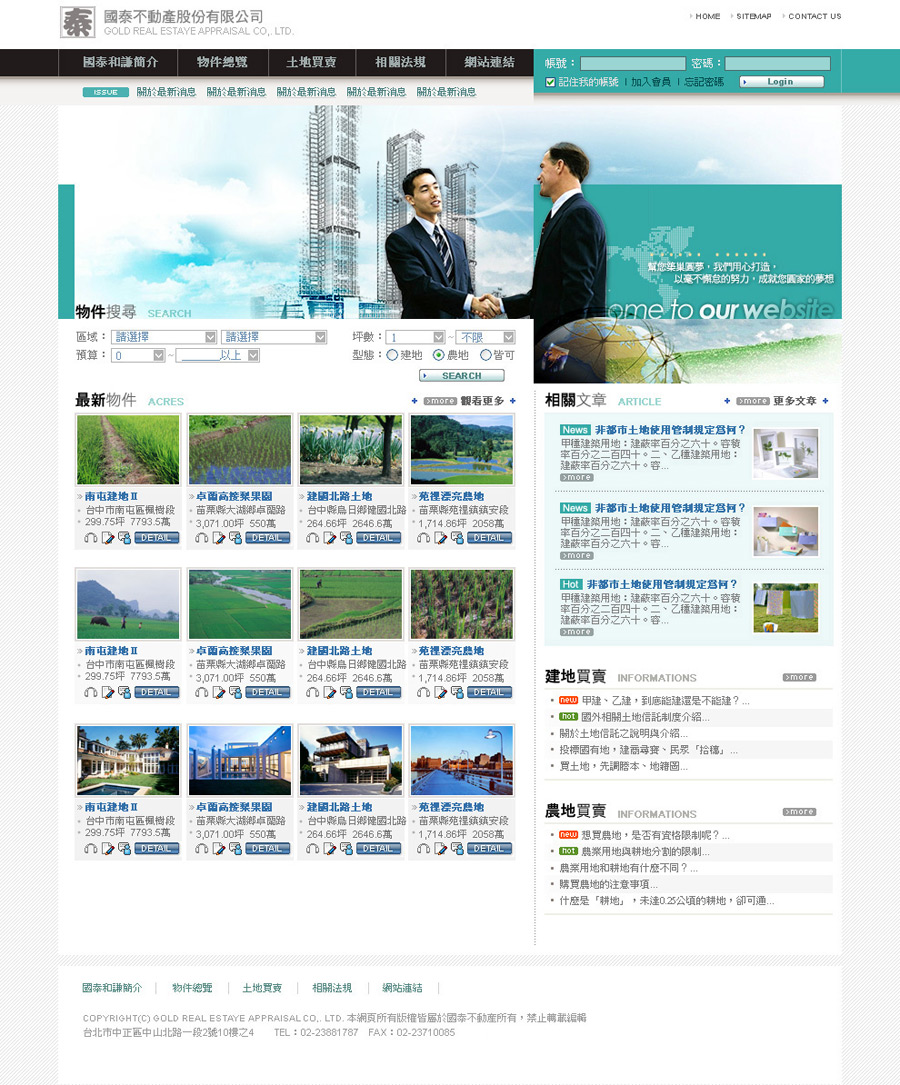 泰 國泰不動產股份有限公司
GOLD REAL ESTAYE APPRAISAL CO,. LTD.
HOME SITEMAP CONTACT US
國泰和謙簡介 物件總覽 土地買賣 相關法規 網站連結
帳號： 密碼：
記住我的帳號 | 加入會員 | 忘記密碼 Login
ISSUE 關於最新消息 關於最新消息 關於最新消息 關於最新消息 關於最新消息
幫您築巢圓夢，我們用心打造，
以毫不懈怠的努力，成就您圓家的夢想
ome to our website
物件搜尋 SEARCH
區域： 請選擇 請選擇 坪數： 1 ~ 不限
預算： 0 ~ ______以上 型態： 建地 農地 皆可
SEARCH
最新物件 ACRES more 觀看更多
南屯建地 II 卓蘭高接梨果園 建國北路土地 苑裡漂亮農地
台中市南屯區楓樹段 苗栗縣大湖鄉卓蘭路 台中縣烏日鄉健國北路 苗栗縣苑裡鎮鎮安段
299.75坪 7793.5萬 3,071.00坪 550萬 264.66坪 2646.6萬 1,714.86坪 2058萬
DETAIL DETAIL DETAIL DETAIL
南屯建地 II 卓蘭高接梨果園 建國北路土地 苑裡漂亮農地
台中市南屯區楓樹段 苗栗縣大湖鄉卓蘭路 台中縣烏日鄉健國北路 苗栗縣苑裡鎮鎮安段
299.75坪 7793.5萬 3,071.00坪 550萬 264.66坪 2646.6萬 1,714.86坪 2058萬
DETAIL DETAIL DETAIL DETAIL
南屯建地 II 卓蘭高接梨果園 建國北路土地 苑裡漂亮農地
台中市南屯區楓樹段 苗栗縣大湖鄉卓蘭路 台中縣烏日鄉健國北路 苗栗縣苑裡鎮鎮安段
299.75坪 7793.5萬 3,071.00坪 550萬 264.66坪 2646.6萬 1,714.86坪 2058萬
DETAIL DETAIL DETAIL DETAIL
相關文章 ARTICLE more 更多文章
News 非都市土地使用管制規定為何？
甲種建築用地：建蔽率百分之六十。容積
率百分之二百四十。二、乙種建築用地：
建蔽率百分之六十。容...
more
News 非都市土地使用管制規定為何？
甲種建築用地：建蔽率百分之六十。容積
率百分之二百四十。二、乙種建築用地：
建蔽率百分之六十。容...
more
Hot 非都市土地使用管制規定為何？
甲種建築用地：建蔽率百分之六十。容積
率百分之二百四十。二、乙種建築用地：
建蔽率百分之六十。容...
more
建地買賣 INFORMATIONS more
new 甲建、乙建，到底能建還是不能建？...
hot 國外相關土地信託制度介紹...
關於土地信託之說明與介紹...
投標國有地，建商尋寶、民眾「拾穗」...
買土地，先調謄本、地籍圖...
農地買賣 INFORMATIONS more
new 想買農地，是否有資格限制呢？...
hot 農業用地與耕地分割的限制...
農業用地和耕地有什麼不同？...
購買農地的注意事項...
什麼是「耕地」，未達0.25公頃的耕地，卻可適...
國泰和謙簡介 | 物件總覽 | 土地買賣 | 相關法規 | 網站連結 |
COPYRIGHT(C) GOLD REAL ESTAYE APPRAISAL CO,. LTD. 本網頁所有版權皆屬於國泰不動產所有，禁止轉載編輯
台北市中正區中山北路一段2號10樓之4 TEL：02-23881787 FAX：02-23710085